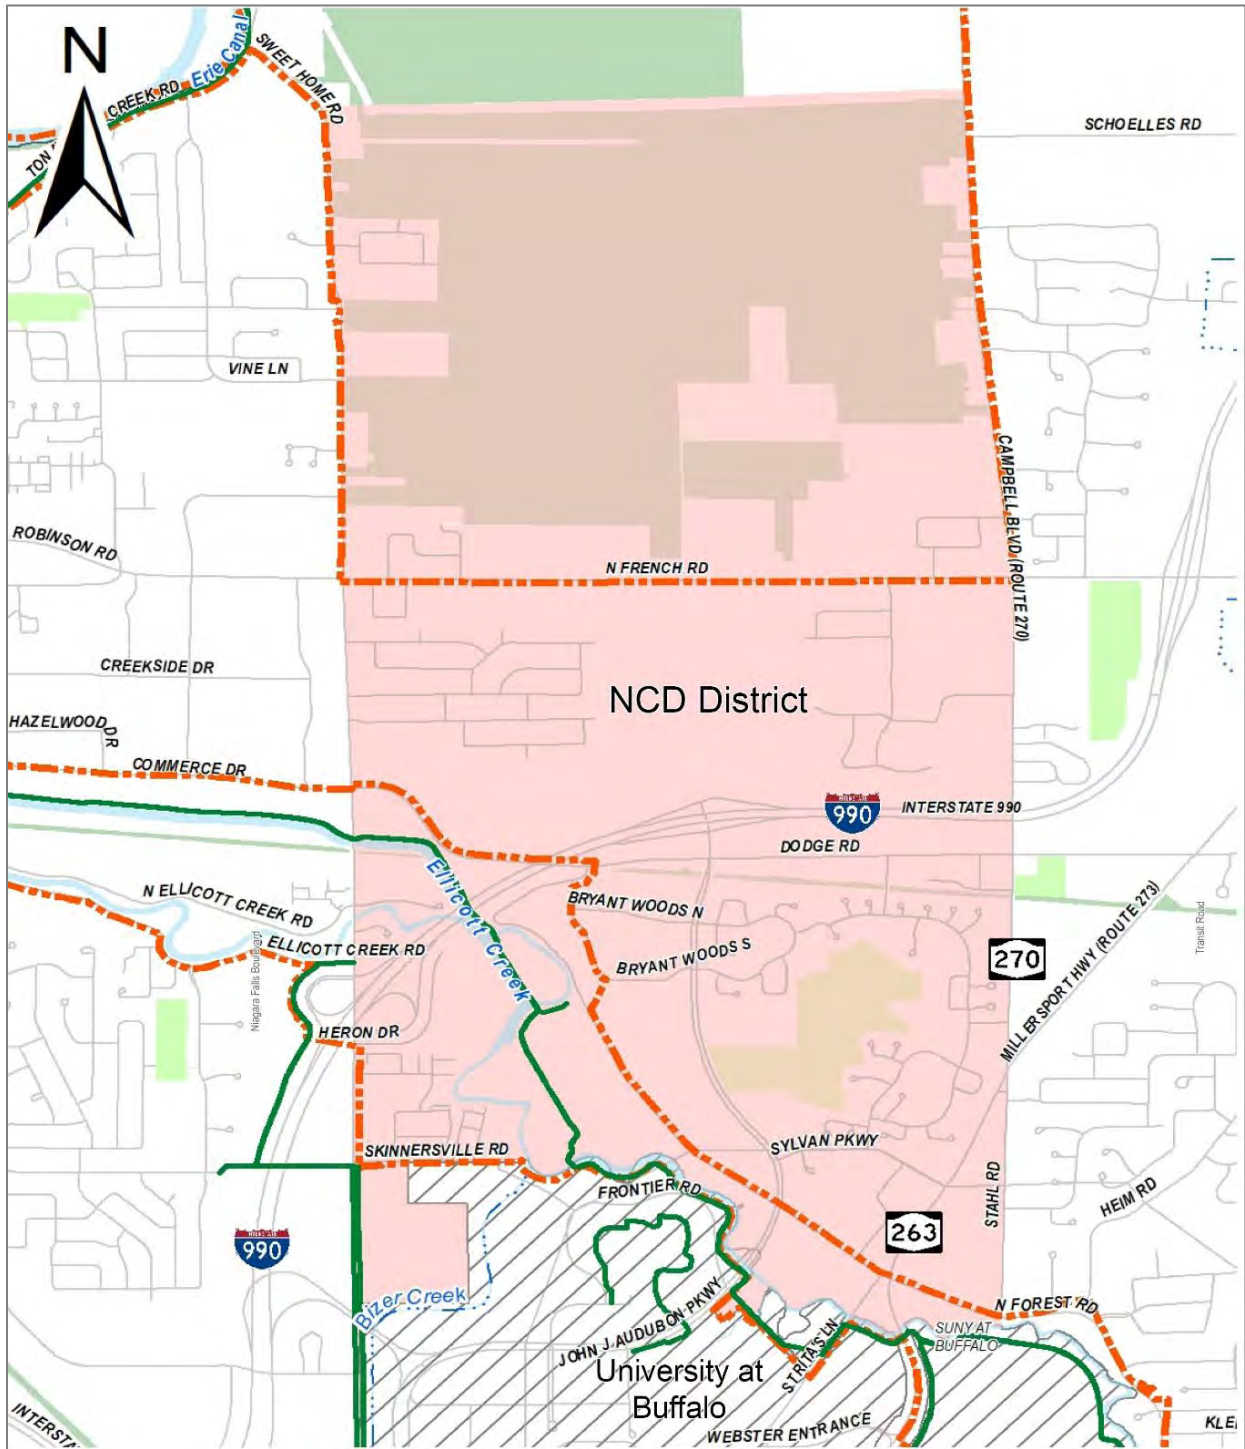 N
CREEK RD
Erie Canal
SWEET HOME RD
SCHOELLES RD
VINE LN
CAMPBELL BLVD (ROUTE 270)
ROBINSON RD
N FRENCH RD
CREEKSIDE DR
NCD District
HAZELWOOD DR
COMMERCE DR
990
INTERSTATE 990
DODGE RD
Ellicott Creek
N ELLICOTT CREEK RD
BRYANT WOODS N
MILLERSPORT HWY (ROUTE 273)
Transit Road
Niagara Falls Boulevard
ELLICOTT CREEK RD
BRYANT WOODS S
270
HERON DR
SKINNERSVILLE RD
SYLVAN PKWY
FRONTIER RD
STAHL RD
HEIM RD
263
990
Bizer Creek
N FOREST RD
JOHN J AUDUBON PKWY
ST RITAS LN
SUNY AT
BUFFALO
University at
Buffalo
WEBSTER ENTRANCE